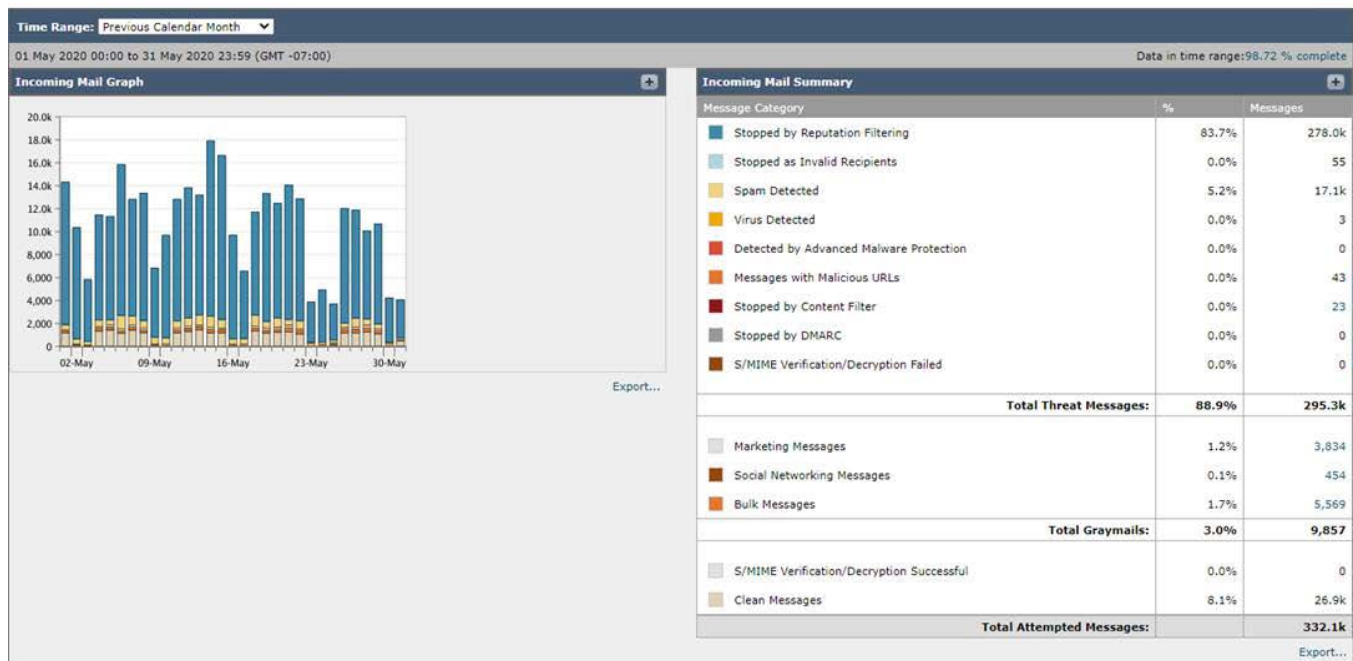 Time Range: Previous Calendar Month
01 May 2020 00:00 to 31 May 2020 23:59 (GMT -07:00) Data in time range:98.72 % complete
Incoming Mail Graph
20.0k
18.0k
16.0k
14.0k
12.0k
10.0k
8,000
6,000
4,000
2,000
0
02-May 09-May 16-May 23-May 30-May
Export...
Incoming Mail Summary
Message Category % Messages
Stopped by Reputation Filtering 83.7% 278.0k
Stopped as Invalid Recipients 0.0% 55
Spam Detected 5.2% 17.1k
Virus Detected 0.0% 3
Detected by Advanced Malware Protection 0.0% 0
Messages with Malicious URLs 0.0% 43
Stopped by Content Filter 0.0% 23
Stopped by DMARC 0.0% 0
S/MIME Verification/Decryption Failed 0.0% 0
Total Threat Messages: 88.9% 295.3k
Marketing Messages 1.2% 3,834
Social Networking Messages 0.1% 454
Bulk Messages 1.7% 5,569
Total Graymails: 3.0% 9,857
S/MIME Verification/Decryption Successful 0.0% 0
Clean Messages 8.1% 26.9k
Total Attempted Messages: 332.1k
Export...